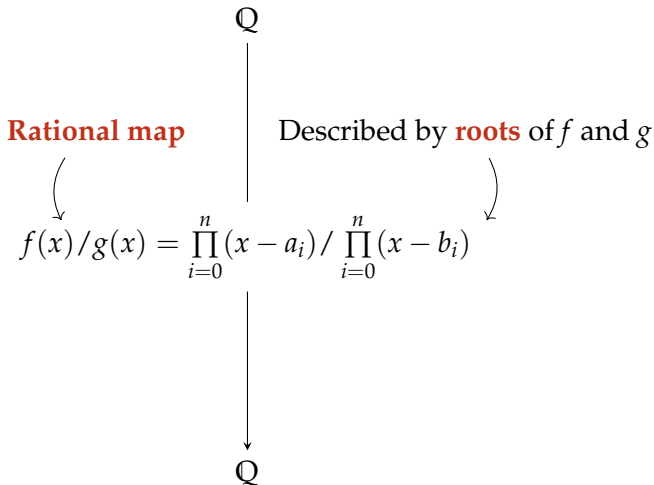 ℚ
Rational map
Described by roots of f and g
f(x)/g(x) = ∏_{i=0}^{n}(x − a_i)/ ∏_{i=0}^{n}(x − b_i)
ℚ